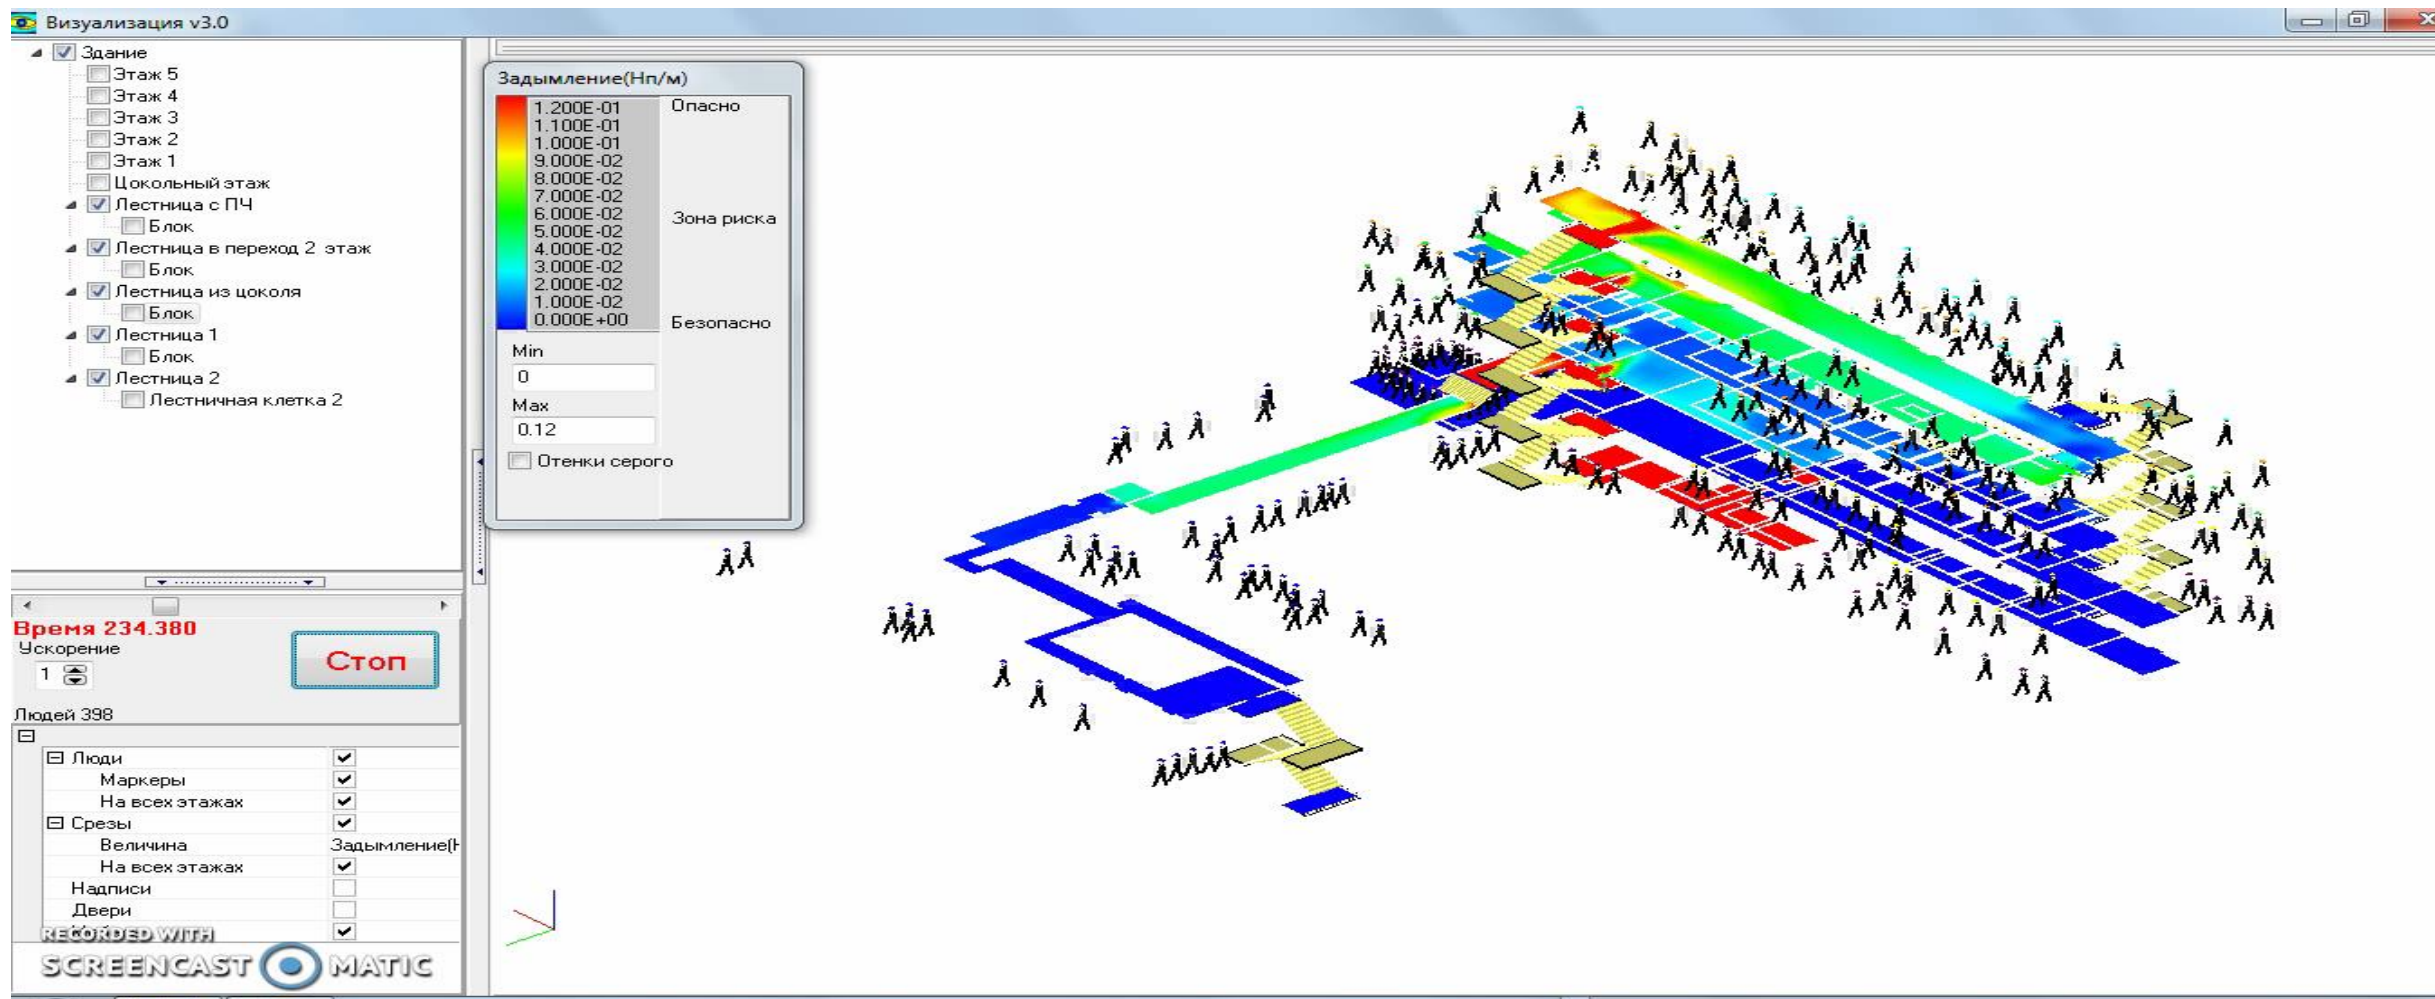 Визуализация v3.0
Здание
Этаж 5
Этаж 4
Этаж 3
Этаж 2
Этаж 1
Цокольный этаж
Лестница с ПЧ
Блок
Лестница в переход 2 этаж
Блок
Лестница из цоколя
Блок
Лестница 1
Блок
Лестница 2
Лестничная клетка 2
Задымление(Нп/м)
1.200E-01 Опасно
1.100E-01
1.000E-01
9.000E-02
8.000E-02
7.000E-02
6.000E-02 Зона риска
5.000E-02
4.000E-02
3.000E-02
2.000E-02
1.000E-02
0.000E+00 Безопасно
Min
0
Max
0.12
Отенки серого
Время 234.380
Ускорение
1
Стоп
Людей 398
Люди
Маркеры
На всех этажах
Срезы
Величина Задымление(Н
На всех этажах
Надписи
Двери
RECORDED WITH
SCREENCAST MATIC